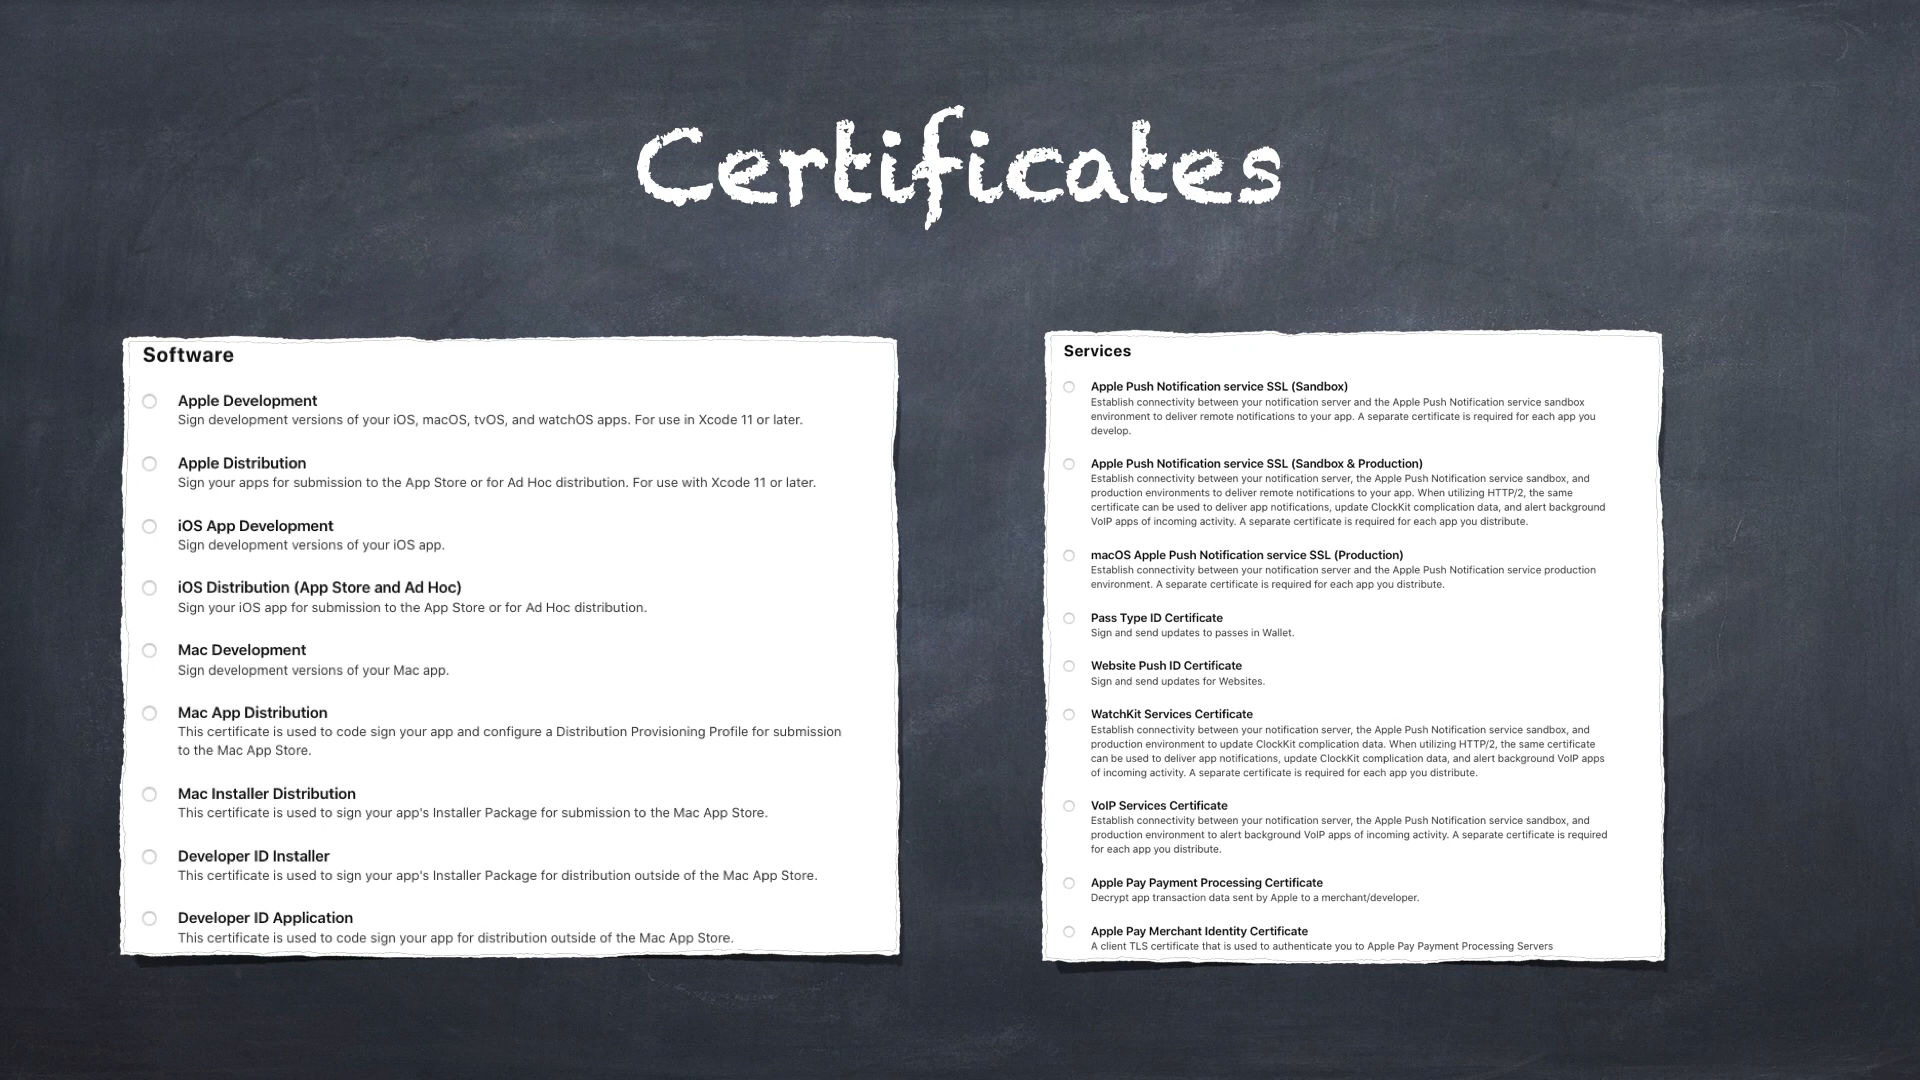 Certificates
Software
Apple Development
Sign development versions of your iOS, macOS, tvOS, and watchOS apps. For use in Xcode 11 or later.
Apple Distribution
Sign your apps for submission to the App Store or for Ad Hoc distribution. For use with Xcode 11 or later.
iOS App Development
Sign development versions of your iOS app.
iOS Distribution (App Store and Ad Hoc)
Sign your iOS app for submission to the App Store or for Ad Hoc distribution.
Mac Development
Sign development versions of your Mac app.
Mac App Distribution
This certificate is used to code sign your app and configure a Distribution Provisioning Profile for submission
to the Mac App Store.
Mac Installer Distribution
This certificate is used to sign your app's Installer Package for submission to the Mac App Store.
Developer ID Installer
This certificate is used to sign your app's Installer Package for distribution outside of the Mac App Store.
Developer ID Application
This certificate is used to code sign your app for distribution outside of the Mac App Store.
Services
Apple Push Notification service SSL (Sandbox)
Establish connectivity between your notification server and the Apple Push Notification service sandbox
environment to deliver remote notifications to your app. A separate certificate is required for each app you
develop.
Apple Push Notification service SSL (Sandbox & Production)
Establish connectivity between your notification server, the Apple Push Notification service sandbox, and
production environments to deliver remote notifications to your app. When utilizing HTTP/2, the same
certificate can be used to deliver app notifications, update ClockKit complication data, and alert background
VoIP apps of incoming activity. A separate certificate is required for each app you distribute.
macOS Apple Push Notification service SSL (Production)
Establish connectivity between your notification server and the Apple Push Notification service production
environment. A separate certificate is required for each app you distribute.
Pass Type ID Certificate
Sign and send updates to passes in Wallet.
Website Push ID Certificate
Sign and send updates for Websites.
WatchKit Services Certificate
Establish connectivity between your notification server, the Apple Push Notification service sandbox, and
production environment to update ClockKit complication data. When utilizing HTTP/2, the same certificate
can be used to deliver app notifications, update ClockKit complication data, and alert background VoIP apps
of incoming activity. A separate certificate is required for each app you distribute.
VoIP Services Certificate
Establish connectivity between your notification server, the Apple Push Notification service sandbox, and
production environment to alert background VoIP apps of incoming activity. A separate certificate is required
for each app you distribute.
Apple Pay Payment Processing Certificate
Decrypt app transaction data sent by Apple to a merchant/developer.
Apple Pay Merchant Identity Certificate
A client TLS certificate that is used to authenticate you to Apple Pay Payment Processing Servers